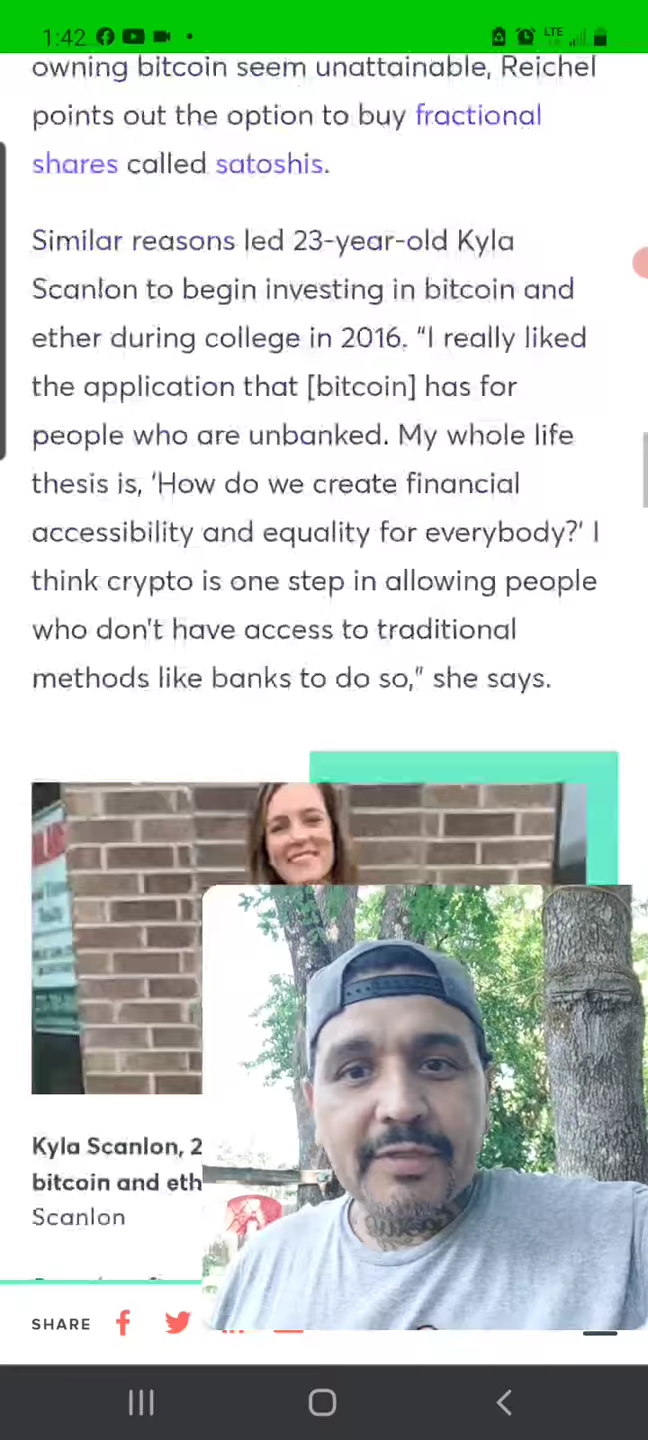 1:42
LTE
owning bitcoin seem unattainable, Reichel
points out the option to buy fractional
shares called satoshis.
Similar reasons led 23-year-old Kyla
Scanlon to begin investing in bitcoin and
ether during college in 2016. “I really liked
the application that [bitcoin] has for
people who are unbanked. My whole life
thesis is, ‘How do we create financial
accessibility and equality for everybody?’ I
think crypto is one step in allowing people
who don’t have access to traditional
methods like banks to do so,” she says.
Kyla Scanlon, 2
bitcoin and eth
Scanlon
SHARE